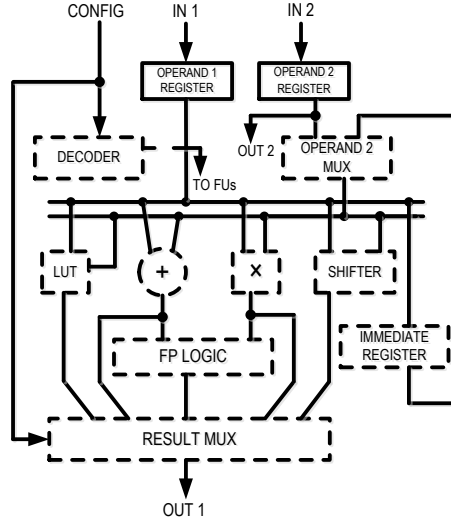 CONFIG
IN 1
IN 2
OPERAND 1
REGISTER
OPERAND 2
REGISTER
DECODER
OUT 2
OPERAND 2
MUX
TO FUs
LUT
+
×
SHIFTER
FP LOGIC
IMMEDIATE
REGISTER
RESULT MUX
OUT 1